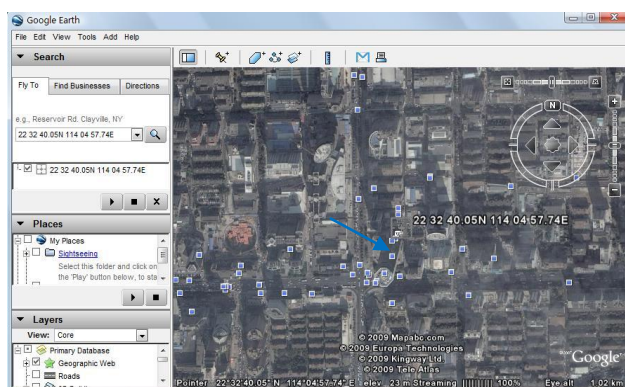 Google Earth
File Edit View Tools Add Help
Search
Fly To Find Businesses Directions
e.g., Reservoir Rd. Clayville, NY
22 32 40.05N 114 04 57.74E
22 32 40.05N 114 04 57.74E
Places
My Places
Sightseeing
Select this folder and click on
the 'Play' button below, to sta
Layers
View: Core
Primary Database
Geographic Web
Roads
N
22 32 40.05N 114 04 57.74E
© 2009 Mapabc.com
© 2009 Europa Technologies
© 2009 Kingway Ltd.
© 2009 Tele Atlas
Google
Pointer 22°32'40.05" N 114°04'57.74" E elev 23 m Streaming 100% Eye alt 1.02 km